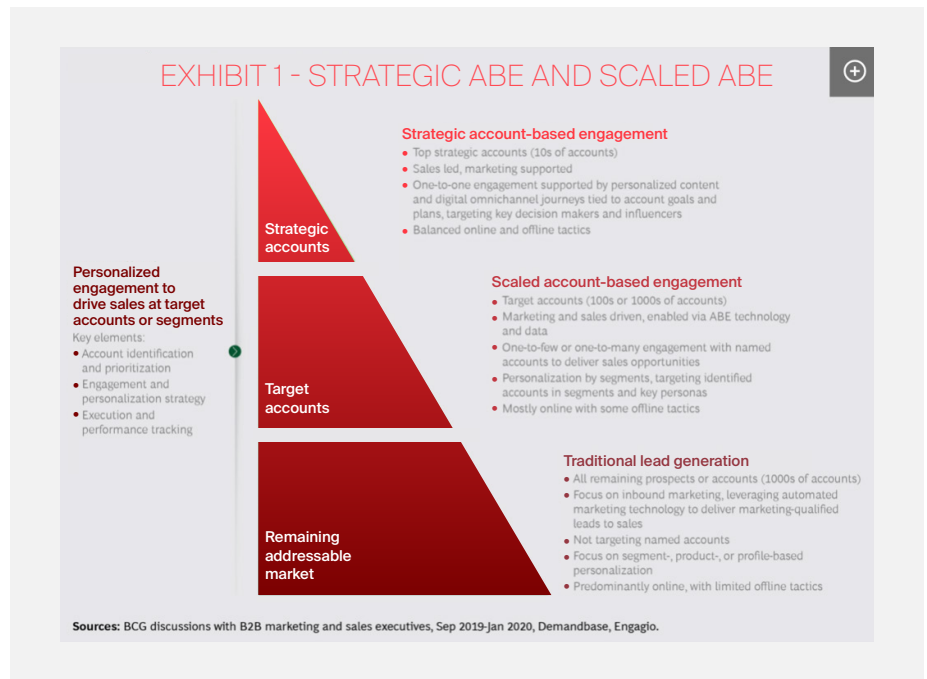 EXHIBIT 1 - STRATEGIC ABE AND SCALED ABE
Strategic account-based engagement
• Top strategic accounts (10s of accounts)
• Sales led, marketing supported
• One-to-one engagement supported by personalized content
and digital omnichannel journeys tied to account goals and
plans, targeting key decision makers and influencers
• Balanced online and offline tactics
Strategic
accounts
Personalized
engagement to
drive sales at target
accounts or segments
Key elements:
• Account identification
and prioritization
• Engagement and
personalization strategy
• Execution and
performance tracking
Scaled account-based engagement
• Target accounts (100s or 1000s of accounts)
• Marketing and sales driven, enabled via ABE technology
and data
• One-to-few or one-to-many engagement with named
accounts to deliver sales opportunities
• Personalization by segments, targeting identified
accounts in segments and key personas
• Mostly online with some offline tactics
Target
accounts
Traditional lead generation
• All remaining prospects or accounts (1000s of accounts)
• Focus on inbound marketing, leveraging automated
marketing technology to deliver marketing-qualified
leads to sales
• Not targeting named accounts
• Focus on segment-, product-, or profile-based
personalization
• Predominantly online, with limited offline tactics
Remaining
addressable
market
Sources: BCG discussions with B2B marketing and sales executives, Sep 2019-Jan 2020, Demandbase, Engagio.